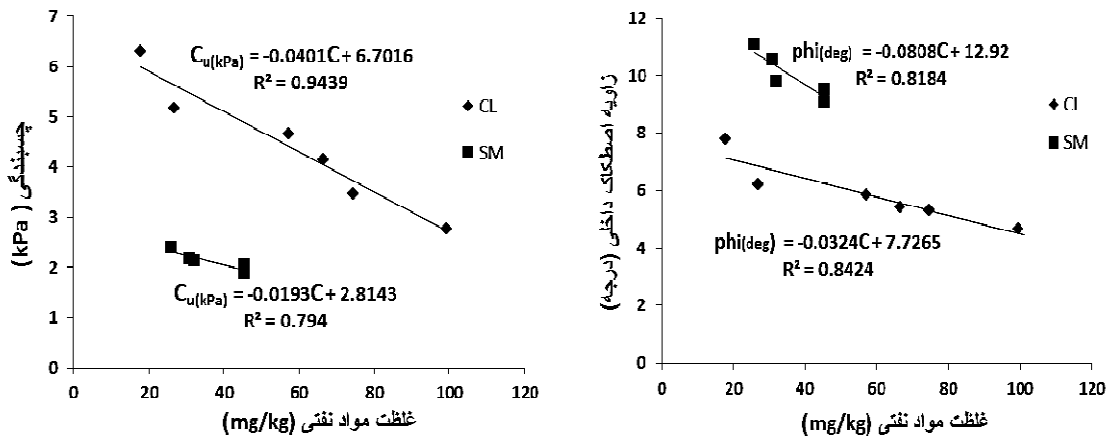 7
6
5
4
3
2
1
0
چسبندگی (kPa)
Cu(kPa) = -0.0401C + 6.7016
R² = 0.9439
CL
SM
Cu(kPa) = -0.0193C + 2.8143
R² = 0.794
0 20 40 60 80 100 120
غلظت مواد نفتی (mg/kg)
12
10
8
6
4
2
0
زاویه اصطکاک داخلی (درجه)
phi(deg) = -0.0808C + 12.92
R² = 0.8184
CL
SM
phi(deg) = -0.0324C + 7.7265
R² = 0.8424
0 20 40 60 80 100 120
غلظت مواد نفتی (mg/kg)